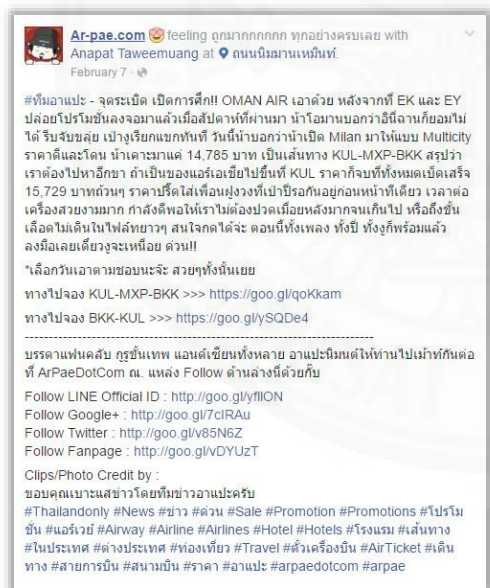 Ar-pae.com feeling ถูกมากกกกกก ทุกอย่างครบเลย with
Anapat Taweemuang at ถนนนิมมานเหมินท์.
February 7 ·
#ทีมอาแปะ - จุดระเบิด เปิดการศึก!! OMAN AIR เอาด้วย หลังจากที่ EK และ EY
ปล่อยโปรโมชั่นลงจอมาแล้วเมื่อสัปดาห์ที่ผ่านมา น้าโอมานบอกว่าอีนี่ฉานก็ยอมไม่
ได้ รีบจับขลุ่ย เป่างูเรียกแขกทันที วันนี้น้าบอกว่าน้าเปิด Milan มาให้แบบ Multicity
ราคาดีและโดน น้าเคาะมาแค่ 14,785 บาท เป็นเส้นทาง KUL-MXP-BKK สรุปว่า
เราต้องไปหาอีกขา ถ้าเป็นของแอร์เอเชียไปขึ้นที่ KUL ราคาก็จบที่ทั้งหมดเบ็ดเสร็จ
15,729 บาทถ้วนๆ ราคาปรี๊ดใส่เพื่อนฝูงวงที่เป่าปี่รอกันอยู่ก่อนหน้าทีเดียว เวลาต่อ
เครื่องสวยงามมาก กำลังดีพอให้เราไม่ต้องปวดเมื่อยหลังมากจนเกินไป หรือถึงขั้น
เลือดไม่เดินในไฟล์ทยาวๆ สนใจกดได้จ่ะ ตอนนี้ทั้งเพลง ทั้งปี่ ทั้งงูก็พร้อมแล้ว
ลงมือเลยเดี๋ยวงูจะเหนื่อย ด่วน!!
*เลือกวันเอาตามชอบนะจ๊ะ สวยๆทั้งนั้นเยย
ทางไปจอง KUL-MXP-BKK >>> https://goo.gl/qoKkam
ทางไปจอง BKK-KUL >>> https://goo.gl/ySQDe4
----------------------------------------------------------------------
บรรดาแฟนคลับ กูรูชั้นเทพ แอนด์เซียนทั้งหลาย อาแปะนิมนต์ให้ท่านไปเม้าท์กันต่อ
ที่ ArPaeDotCom ณ. แหล่ง Follow ด้านล่างนี้ด้วยกั๊บ
Follow LINE Official ID : http://goo.gl/yfIION
Follow Google+ : http://goo.gl/7cIRAu
Follow Twitter : http://goo.gl/v85N6Z
Follow Fanpage : http://goo.gl/vDYUzT
Clips/Photo Credit by :
ขอบคุณเบาะแสข่าวโดยทีมข่าวอาแปะครับ
#Thailandonly #News #ข่าว #ด่วน #Sale #Promotion #Promotions #โปรโม
ชั่น #แอร์เวย์ #Airway #Airline #Airlines #Hotel #Hotels #โรงแรม #เส้นทาง
#ในประเทศ #ต่างประเทศ #ท่องเที่ยว #Travel #ตั๋วเครื่องบิน #AirTicket #เดิน
ทาง #สายการบิน #สนามบิน #ราคา #อาแปะ #arpaedotcom #arpae